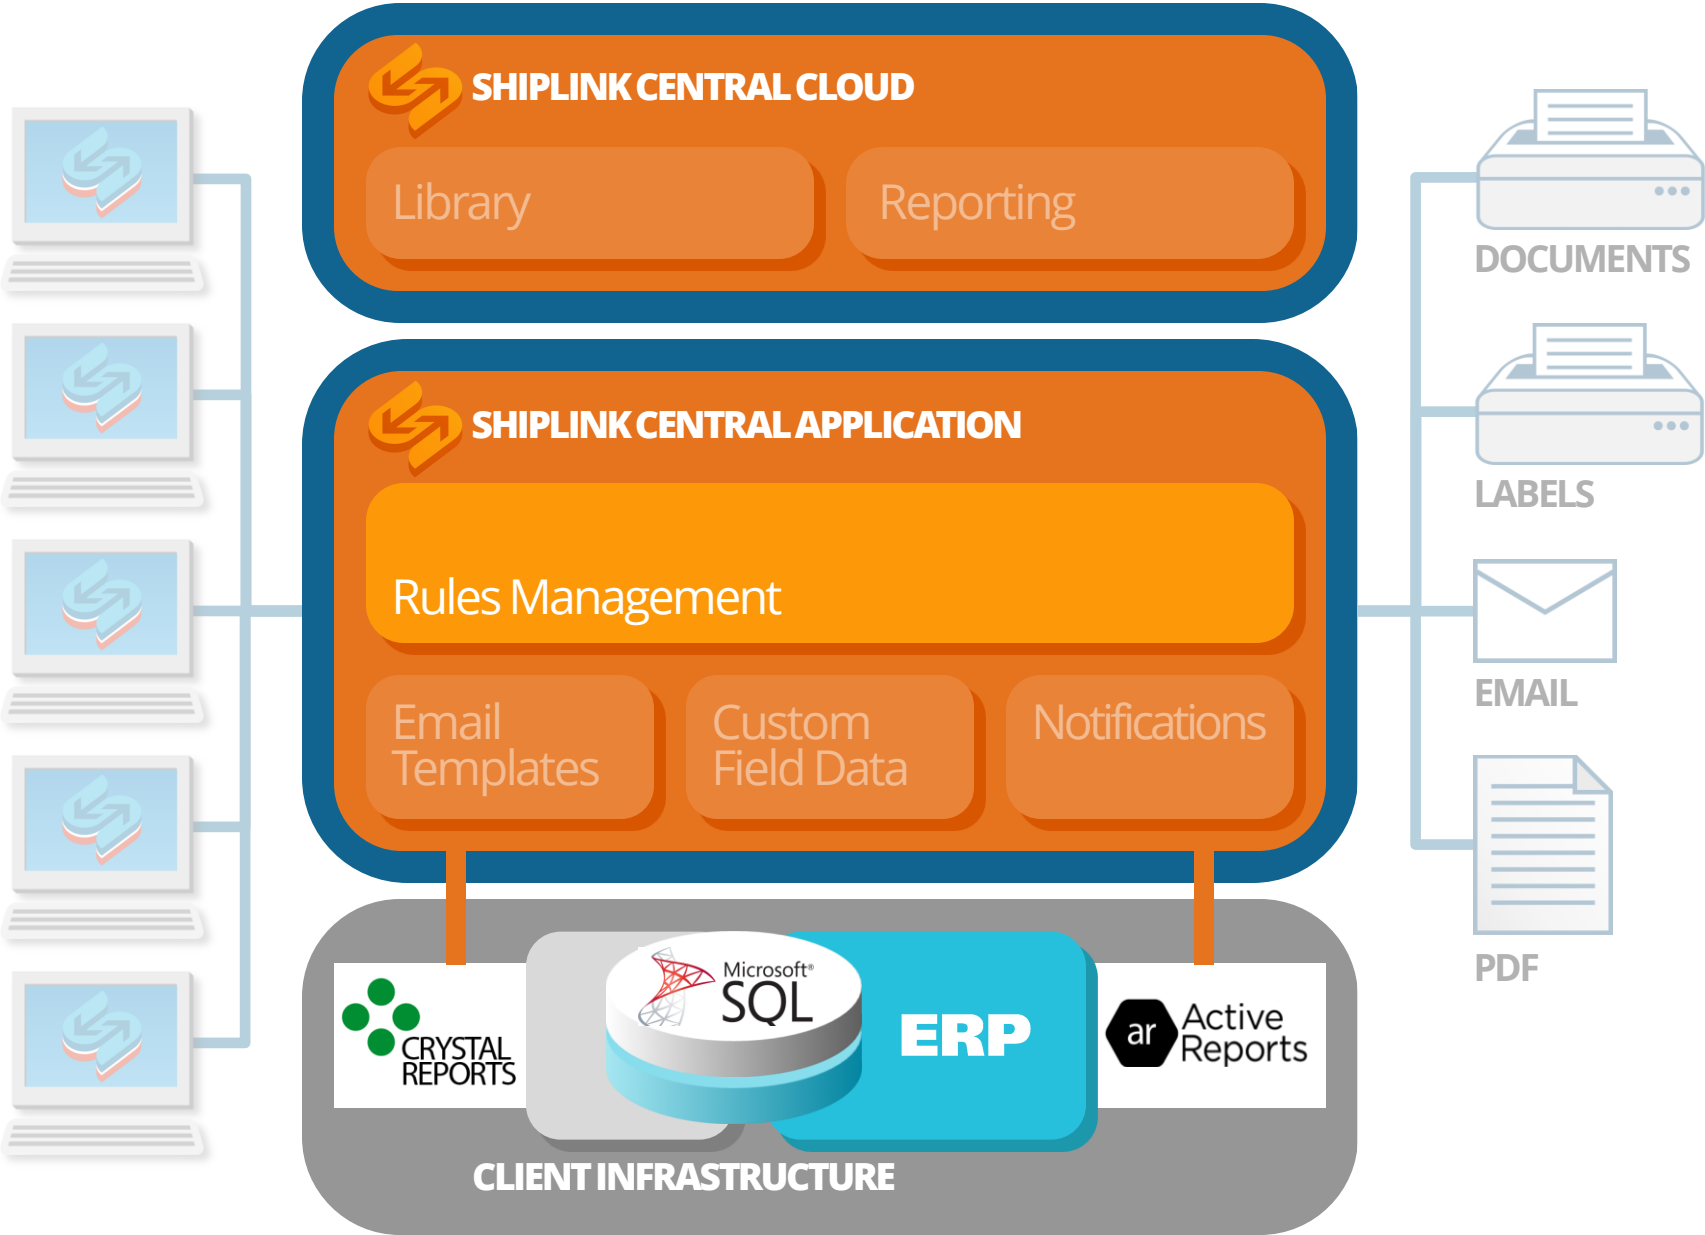 SHIPLINK CENTRAL CLOUD
Library
Reporting
SHIPLINK CENTRAL APPLICATION
Rules Management
Email
Templates
Custom
Field Data
Notifications
CRYSTAL
REPORTS
Microsoft®
SQL
ERP
ar
Active
Reports
CLIENT INFRASTRUCTURE
DOCUMENTS
LABELS
EMAIL
PDF